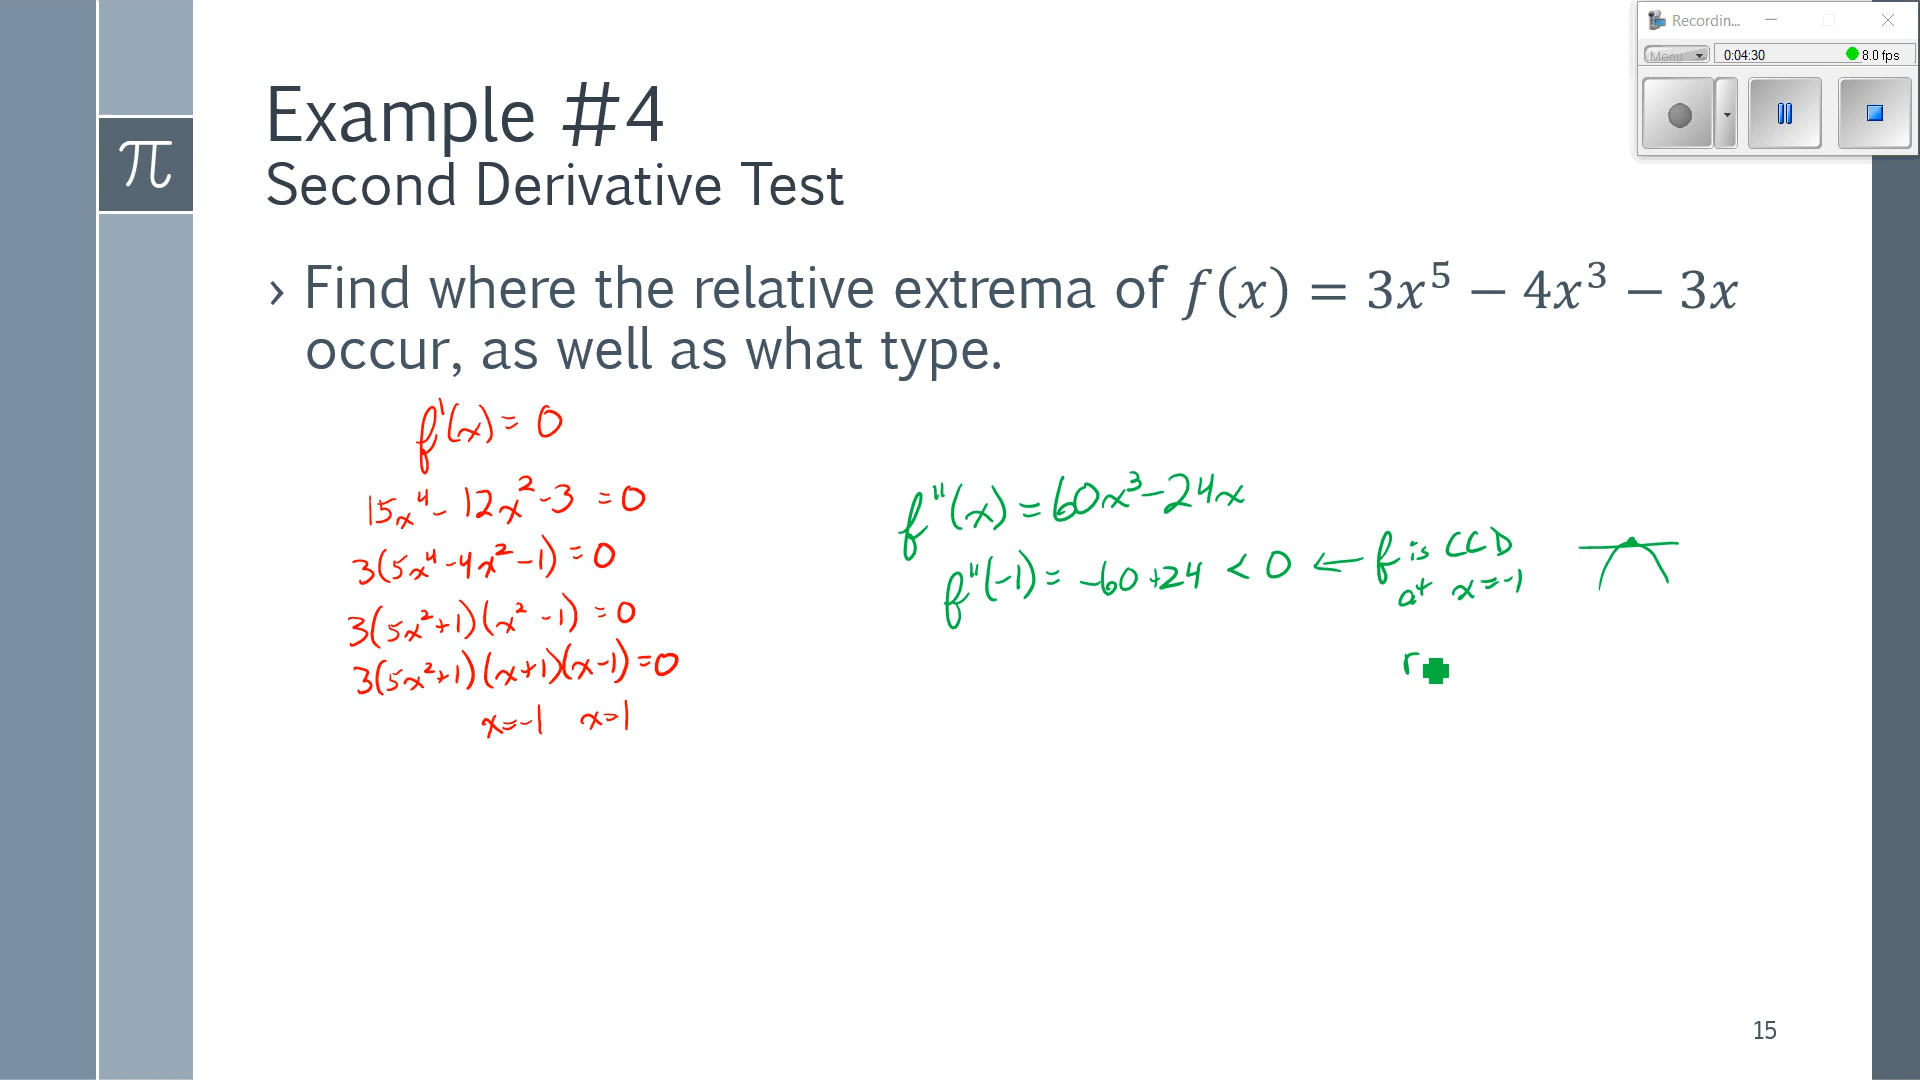 Recordin...
Menu 0:04:30 8.0 fps
π
Example #4
Second Derivative Test
› Find where the relative extrema of f(x) = 3x⁵ − 4x³ − 3x
occur, as well as what type.
f'(x) = 0
15x⁴ - 12x² - 3 = 0
3(5x⁴ - 4x² - 1) = 0
3(5x² + 1)(x² - 1) = 0
3(5x² + 1)(x + 1)(x - 1) = 0
x = -1 x = 1
f''(x) = 60x³ - 24x
f''(-1) = -60 + 24 < 0 ← f is CCD
at x = -1
r
15